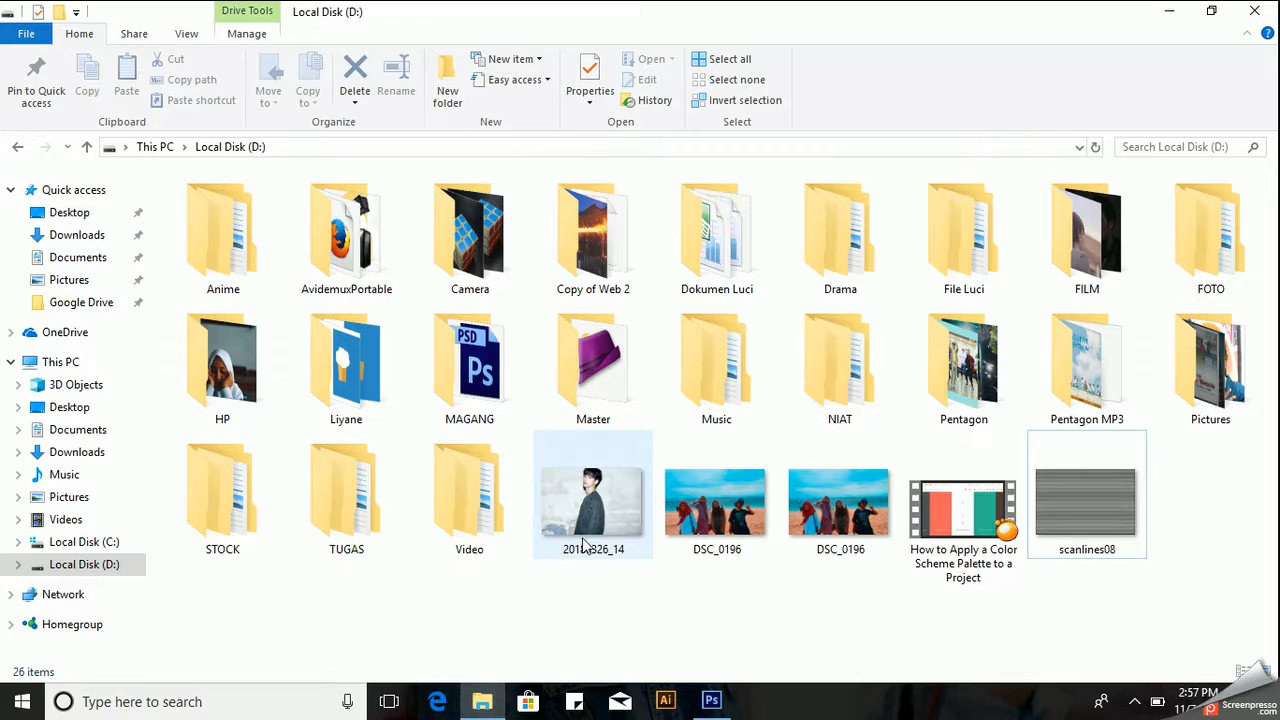 Drive Tools
Local Disk (D:)
File
Home
Share
View
Manage
Pin to Quick access
Copy
Paste
Cut
Copy path
Paste shortcut
Clipboard
Move to
Copy to
Delete
Rename
Organize
New folder
New item
Easy access
New
Properties
Open
Edit
History
Open
Select all
Select none
Invert selection
Select
This PC
Local Disk (D:)
Search Local Disk (D:)
Quick access
Desktop
Downloads
Documents
Pictures
Google Drive
OneDrive
This PC
3D Objects
Desktop
Documents
Downloads
Music
Pictures
Videos
Local Disk (C:)
Local Disk (D:)
Network
Homegroup
Anime
AvidemuxPortable
Camera
Copy of Web 2
Dokumen Luci
Drama
File Luci
FILM
FOTO
HP
Liyane
PSD
Ps
MAGANG
Master
Music
NIAT
Pentagon
Pentagon MP3
Pictures
STOCK
TUGAS
Video
DSC_0196
DSC_0196
How to Apply a Color
Scheme Palette to a
Project
scanlines08
26 items
Type here to search
Ai
Ps
2:57 PM
Screenpresso
.com